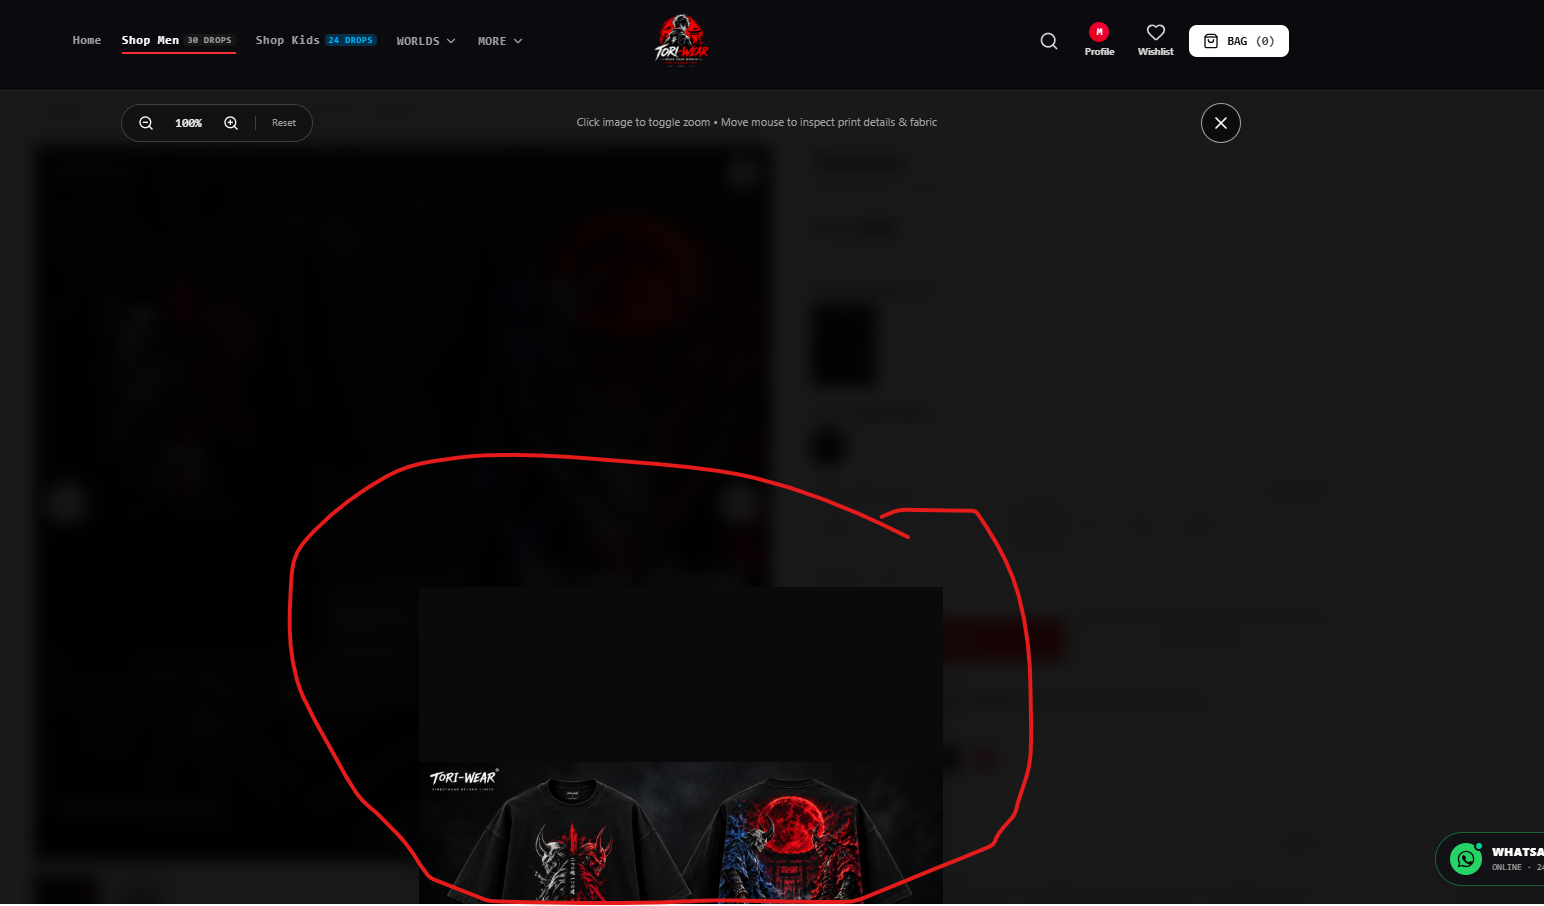 Home
Shop Men 30 DROPS
Shop Kids 24 DROPS
WORLDS
MORE
TORI-WEAR
M
Profile
Wishlist
BAG (0)
100%
Reset
Click image to toggle zoom • Move mouse to inspect print details & fabric
TORI-WEAR
STREETWEAR BEYOND LIMITS
WHATSA
ONLINE · 24